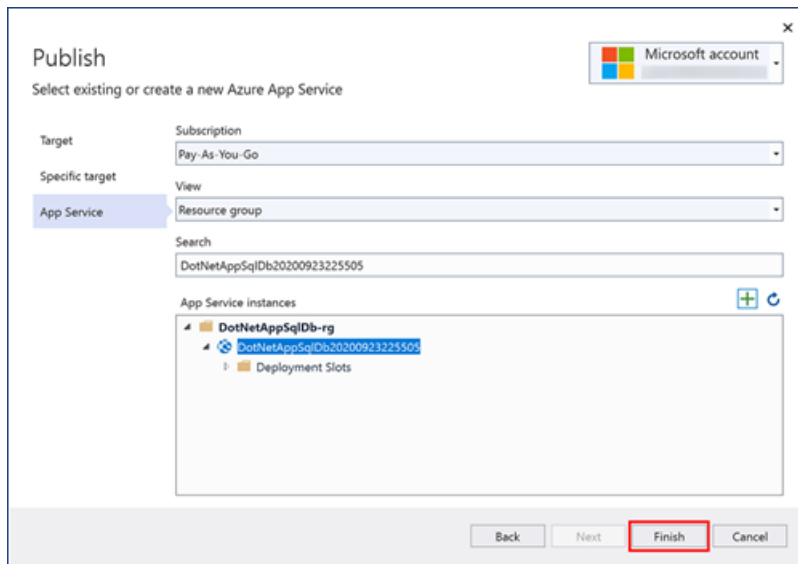 Publish
Microsoft account
Select existing or create a new Azure App Service
Target
Specific target
App Service
Subscription
Pay-As-You-Go
View
Resource group
Search
DotNetAppSqlDb20200923225505
App Service instances
DotNetAppSqlDb-rg
DotNetAppSqlDb20200923225505
Deployment Slots
Back
Next
Finish
Cancel